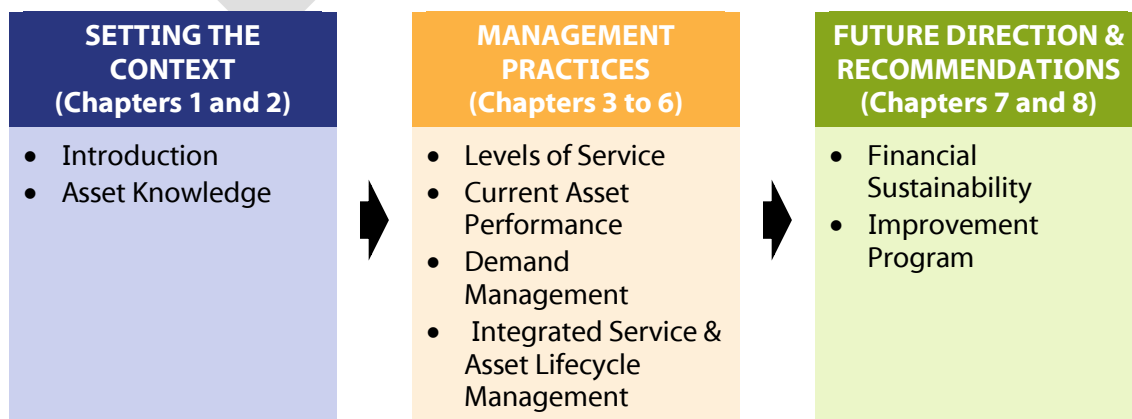 SETTING THE
CONTEXT
(Chapters 1 and 2)
• Introduction
• Asset Knowledge
MANAGEMENT
PRACTICES
(Chapters 3 to 6)
• Levels of Service
• Current Asset
Performance
• Demand
Management
• Integrated Service &
Asset Lifecycle
Management
FUTURE DIRECTION &
RECOMMENDATIONS
(Chapters 7 and 8)
• Financial
Sustainability
• Improvement
Program